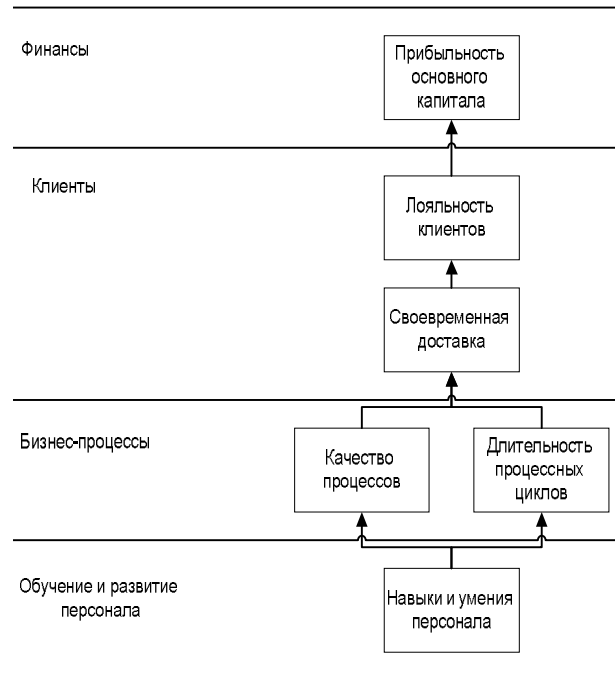 Финансы
Прибыльность
основного
капитала
Клиенты
Лояльность
клиентов
Своевременная
доставка
Бизнес-процессы
Качество
процессов
Длительность
процессных
циклов
Обучение и развитие
персонала
Навыки и умения
персонала